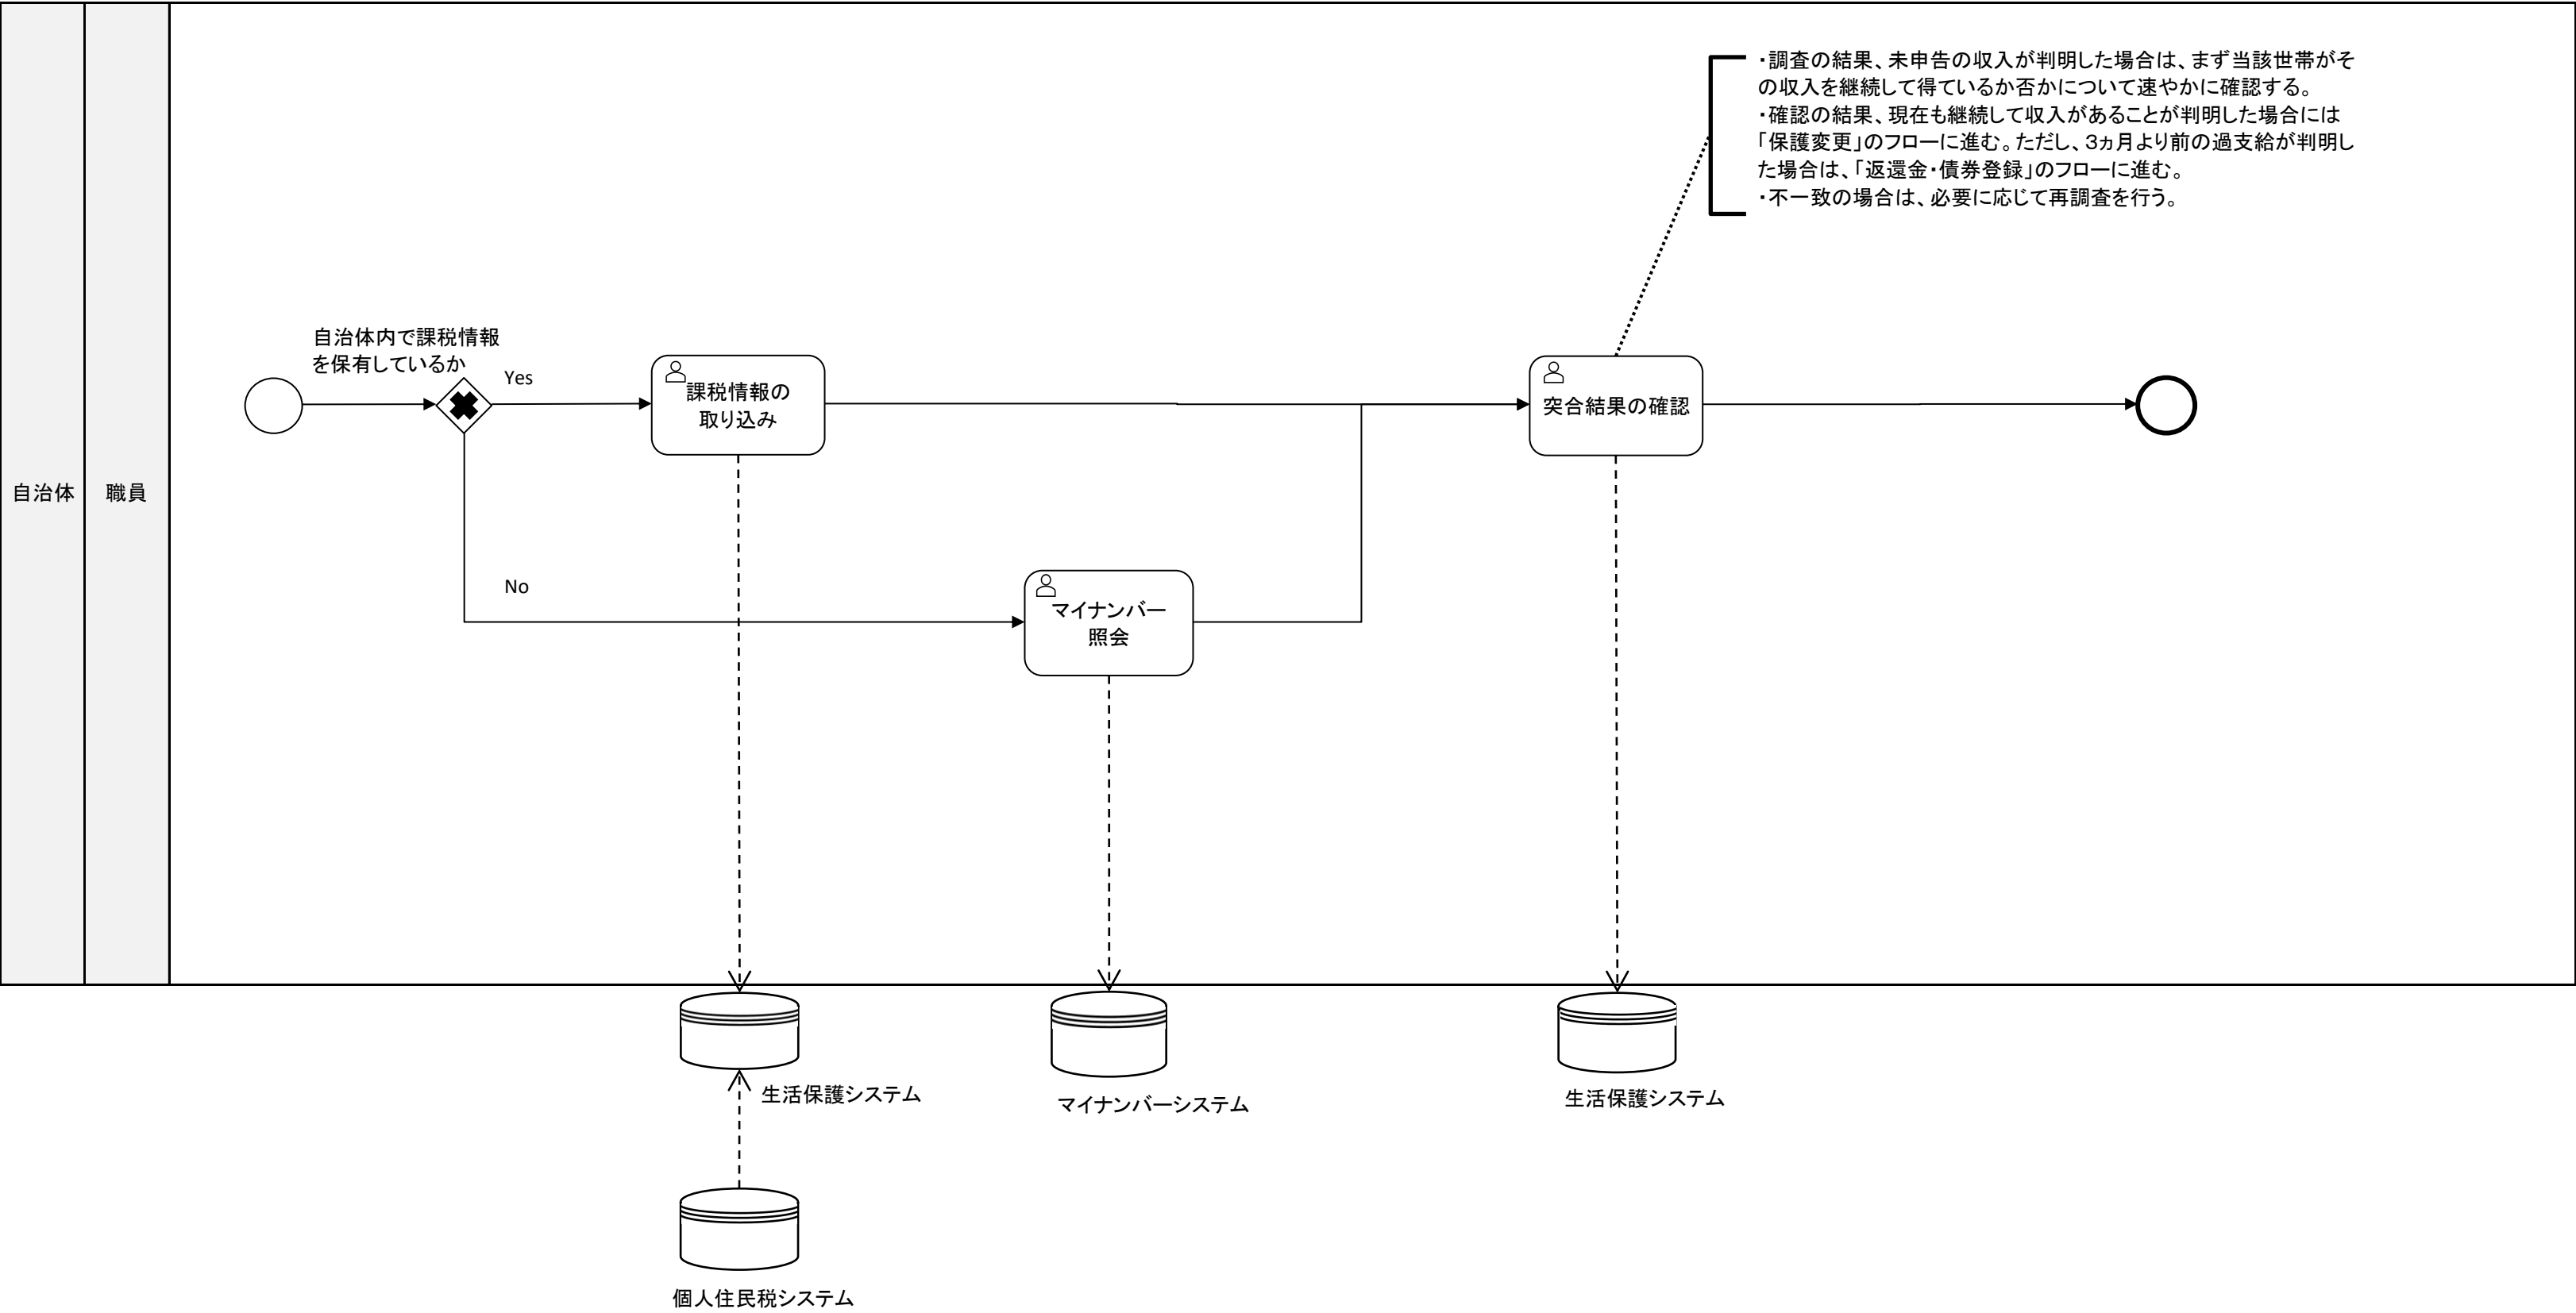 ・調査の結果、未申告の収入が判明した場合は、まず当該世帯がそ
の収入を継続して得ているか否かについて速やかに確認する。
・確認の結果、現在も継続して収入があることが判明した場合には
「保護変更」のフローに進む。ただし、3ヵ月より前の過支給が判明し
た場合は、「返還金・債券登録」のフローに進む。
・不一致の場合は、必要に応じて再調査を行う。
自治体
職員
自治体内で課税情報
を保有しているか
Yes
No
課税情報の
取り込み
マイナンバー
照会
突合結果の確認
生活保護システム
マイナンバーシステム
生活保護システム
個人住民税システム